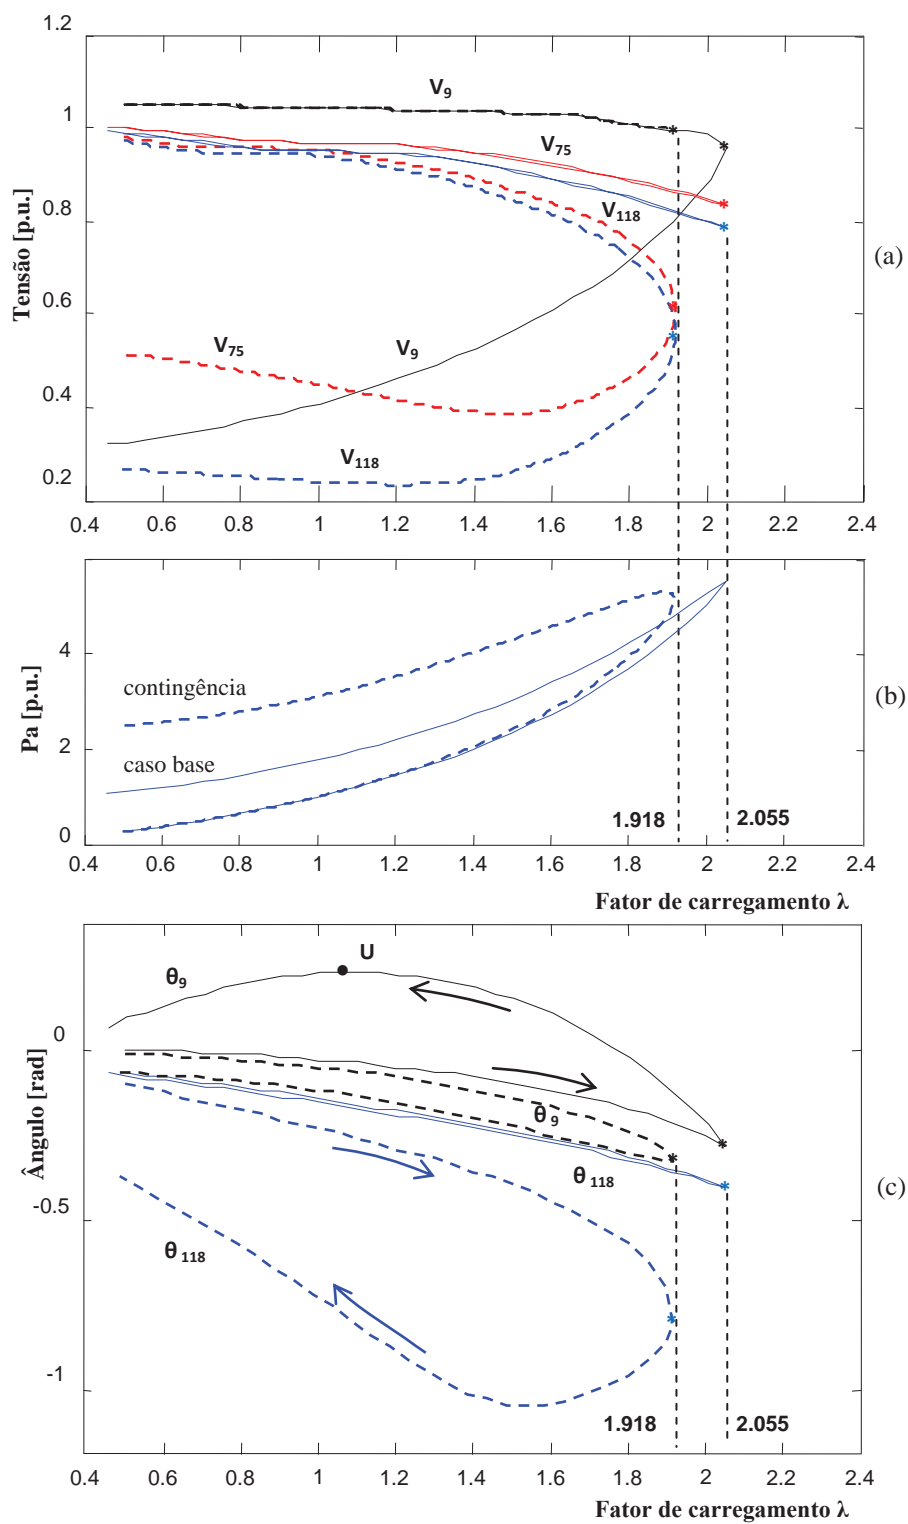 1.2
1
0.8
0.6
0.4
0.2
Tensão [p.u.]
V9
V75
V118
V75
V9
V118
(a)
0.4 0.6 0.8 1 1.2 1.4 1.6 1.8 2 2.2 2.4
4
2
0
Pa [p.u.]
contingência
caso base
(b)
1.918 2.055
0.4 0.6 0.8 1 1.2 1.4 1.6 1.8 2 2.2 2.4
Fator de carregamento λ
U
θ9
0
-0.5
-1
Ângulo [rad]
θ9
θ118
θ118
(c)
1.918 2.055
0.4 0.6 0.8 1 1.2 1.4 1.6 1.8 2 2.2 2.4
Fator de carregamento λ